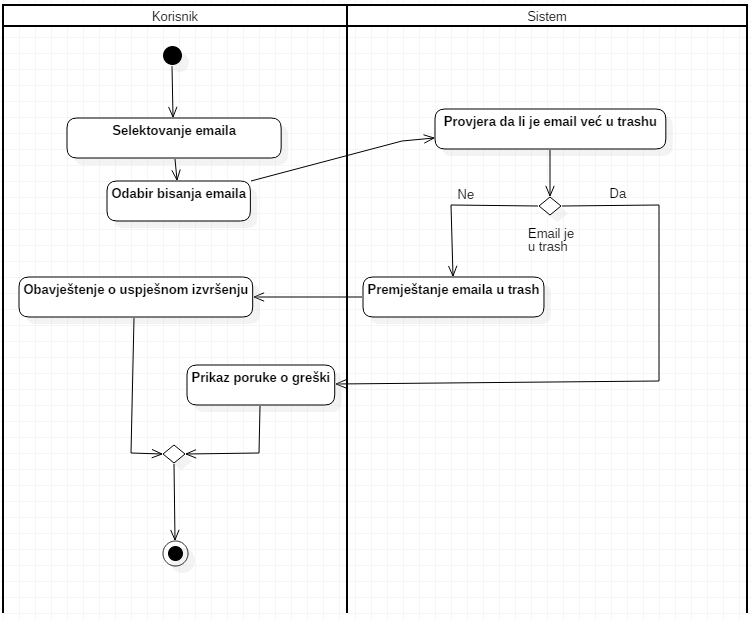 Korisnik
Sistem
Selektovanje emaila
Provjera da li je email već u trashu
Odabir bisanja emaila
Ne
Da
Email je
u trash
Obavještenje o uspješnom izvršenju
Premještanje emaila u trash
Prikaz poruke o greški